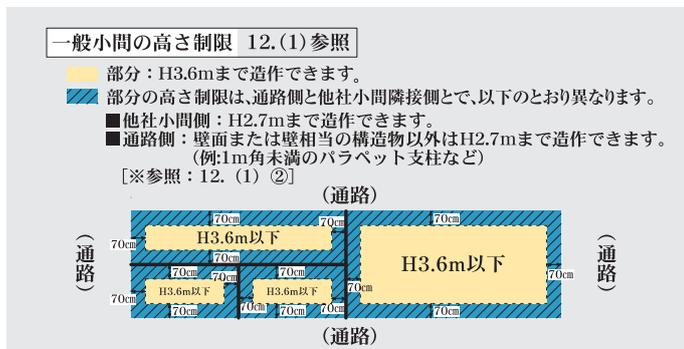 一般小間の高さ制限 12.(1)参照
部分：H3.6mまで造作できます。
部分の高さ制限は、通路側と他社小間隣接側とで、以下のとおり異なります。
■他社小間側：H2.7mまで造作できます。
■通路側：壁面または壁相当の構造物以外はH2.7mまで造作できます。
（例:1m角未満のパラペット支柱など）
［※参照：12.（1）②］
（通路）
70cm
70cm
70cm
70cm
H3.6m以下
70cm
（通路）
H3.6m以下
（通路）
70cm
70cm
70cm
70cm
H3.6m以下
H3.6m以下
70cm
70cm
70cm
70cm
70cm
70cm
（通路）